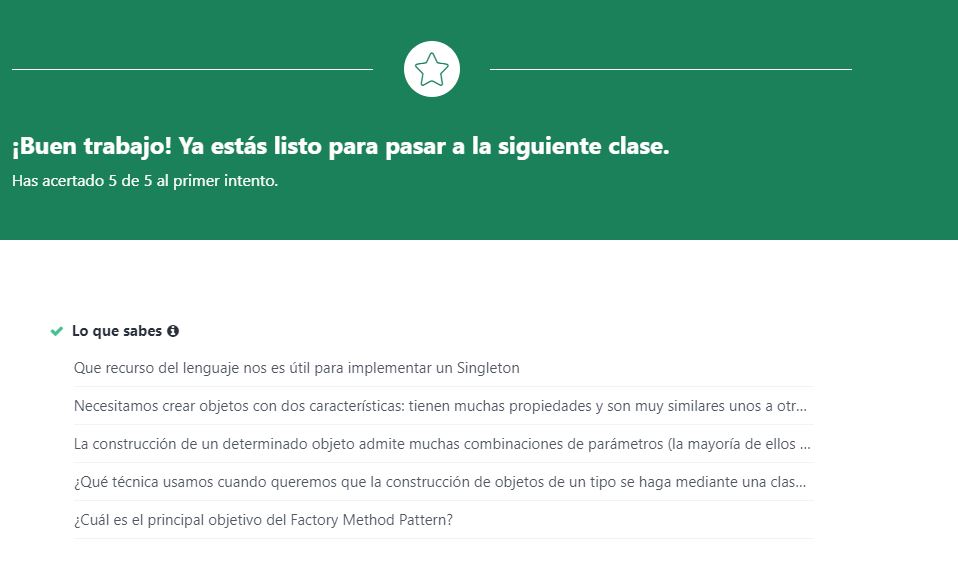 ¡Buen trabajo! Ya estás listo para pasar a la siguiente clase.
Has acertado 5 de 5 al primer intento.
Lo que sabes
Que recurso del lenguaje nos es útil para implementar un Singleton
Necesitamos crear objetos con dos características: tienen muchas propiedades y son muy similares unos a otr...
La construcción de un determinado objeto admite muchas combinaciones de parámetros (la mayoría de ellos ...
¿Qué técnica usamos cuando queremos que la construcción de objetos de un tipo se haga mediante una clas...
¿Cuál es el principal objetivo del Factory Method Pattern?